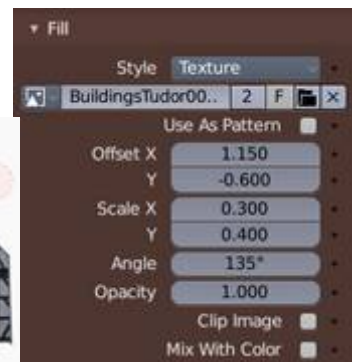 Fill
Style Texture
BuildingsTudor00.. 2 F
Use As Pattern
Offset X 1.150
Y -0.600
Scale X 0.300
Y 0.400
Angle 135°
Opacity 1.000
Clip Image
Mix With Color